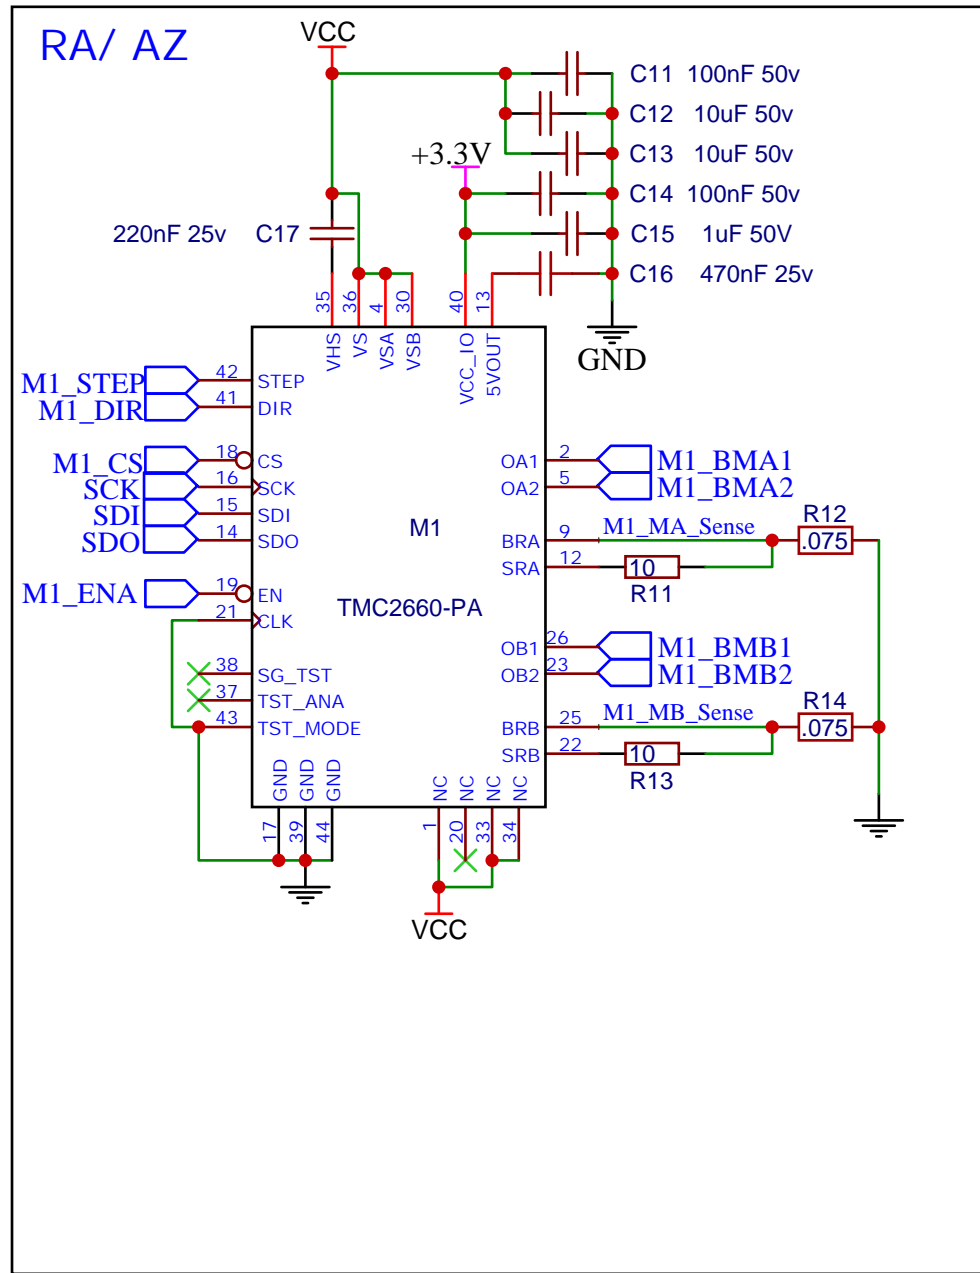 RA/ AZ
VCC
C11 100nF 50v
C12 10uF 50v
+3.3V
C13 10uF 50v
C14 100nF 50v
220nF 25v C17
C15 1uF 50V
C16 470nF 25v
35 36 4 30 40 13
VHS VS VSA VSB VCC_IO 5VOUT
GND
M1_STEP 42 STEP
M1_DIR 41 DIR
M1_CS 18 CS
SCK 16 SCK
SDI 15 SDI
SDO 14 SDO
M1_ENA 19 EN
21 CLK
38 SG_TST
37 TST_ANA
43 TST_MODE
M1
TMC2660-PA
OA1 2 M1_BMA1
OA2 5 M1_BMA2
BRA 9 M1_MA_Sense
R12
.075
SRA 12 10
R11
OB1 26 M1_BMB1
OB2 23 M1_BMB2
BRB 25 M1_MB_Sense
R14
.075
SRB 22 10
R13
GND GND GND NC NC NC NC
17 39 44 1 20 33 34
VCC